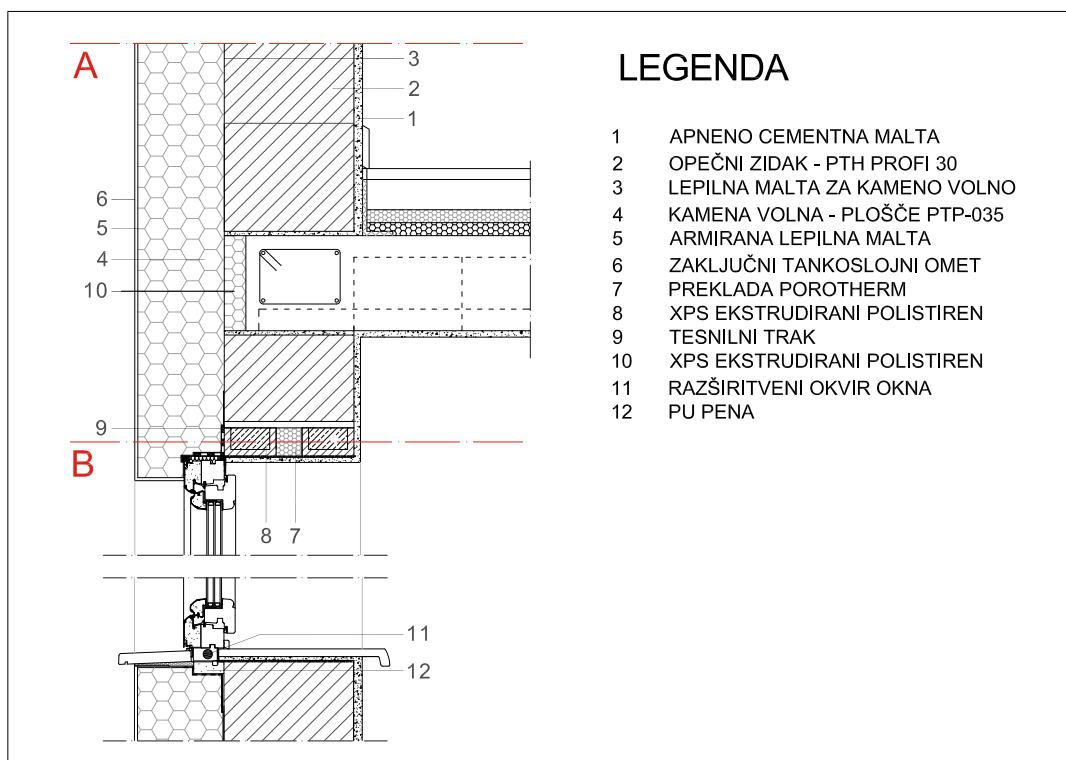 A
3
2
1
6
5
4
10
9
B
8 7
11
12
LEGENDA
1 APNENO CEMENTNA MALTA
2 OPEČNI ZIDAK - PTH PROFI 30
3 LEPILNA MALTA ZA KAMENO VOLNO
4 KAMENA VOLNA - PLOŠČE PTP-035
5 ARMIRANA LEPILNA MALTA
6 ZAKLJUČNI TANKOSLOJNI OMET
7 PREKLADA POROTHERM
8 XPS EKSTRUDIRANI POLISTIREN
9 TESNILNI TRAK
10 XPS EKSTRUDIRANI POLISTIREN
11 RAZŠIRITVENI OKVIR OKNA
12 PU PENA